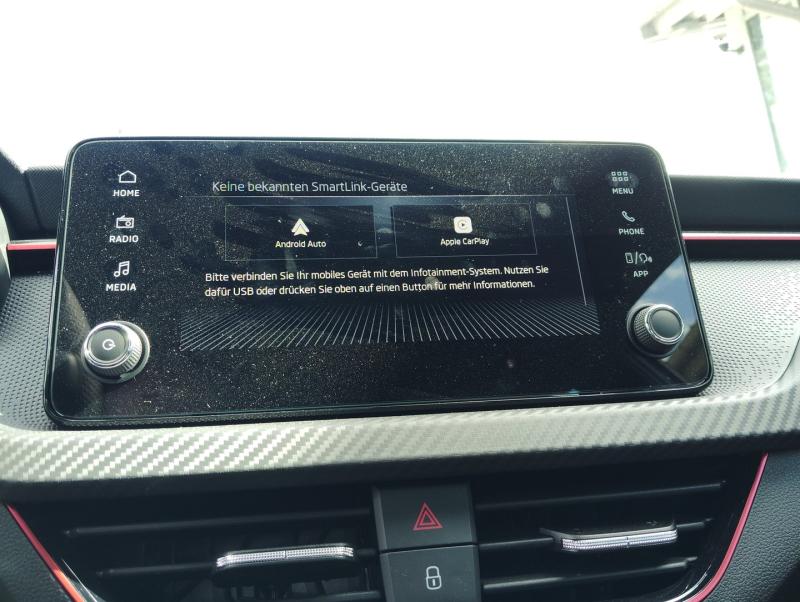 HOME
RADIO
MEDIA
Keine bekannten SmartLink-Geräte
Android Auto
Apple CarPlay
Bitte verbinden Sie Ihr mobiles Gerät mit dem Infotainment-System. Nutzen Sie
dafür USB oder drücken Sie oben auf einen Button für mehr Informationen.
MENU
PHONE
APP